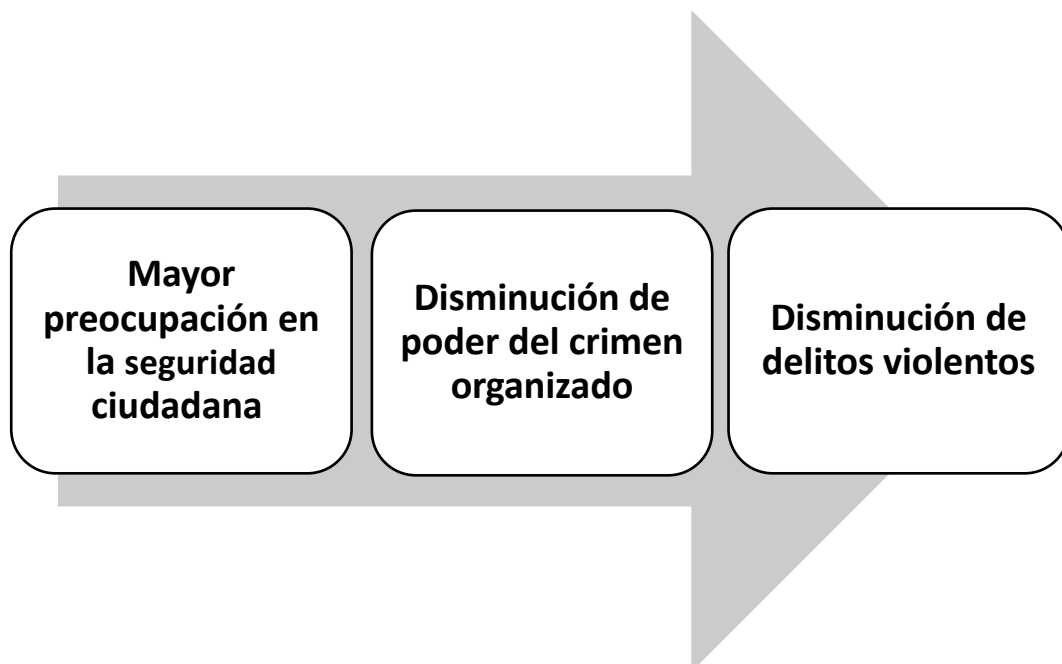 Mayor
preocupación en
la seguridad
ciudadana
Disminución de
poder del crimen
organizado
Disminución de
delitos violentos